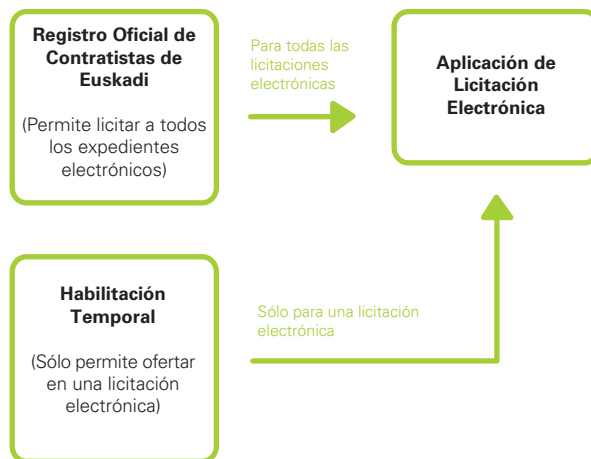 Registro Oficial de
Contratistas de
Euskadi
(Permite licitar a todos
los expedientes
electrónicos)
Para todas las
licitaciones
electrónicas
Aplicación de
Licitación
Electrónica
Habilitación
Temporal
(Sólo permite ofertar
en una licitación
electrónica)
Sólo para una licitación
electrónica